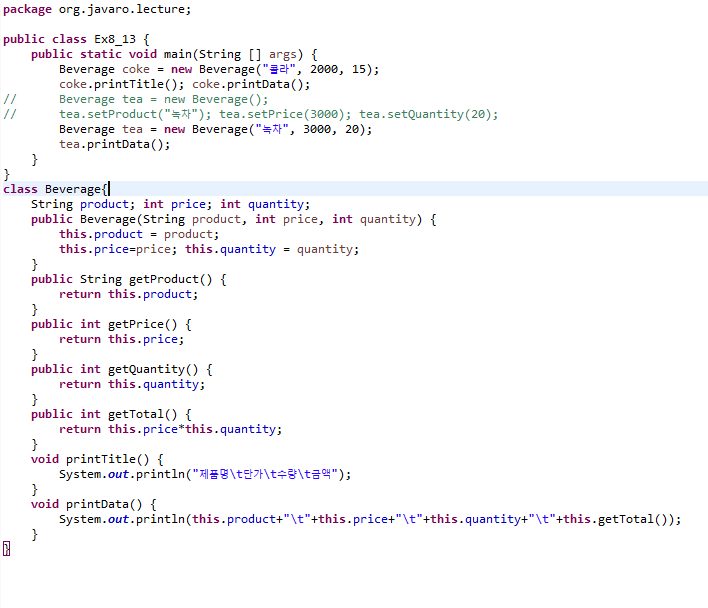 package org.javaro.lecture;

public class Ex8_13 {
    public static void main(String [] args) {
        Beverage coke = new Beverage("콜라", 2000, 15);
        coke.printTitle(); coke.printData();
//      Beverage tea = new Beverage();
//      tea.setProduct("녹차"); tea.setPrice(3000); tea.setQuantity(20);
        Beverage tea = new Beverage("녹차", 3000, 20);
        tea.printData();
    }
}
class Beverage{
    String product; int price; int quantity;
    public Beverage(String product, int price, int quantity) {
        this.product = product;
        this.price=price; this.quantity = quantity;
    }
    public String getProduct() {
        return this.product;
    }
    public int getPrice() {
        return this.price;
    }
    public int getQuantity() {
        return this.quantity;
    }
    public int getTotal() {
        return this.price*this.quantity;
    }
    void printTitle() {
        System.out.println("제품명\t단가\t수량\t금액");
    }
    void printData() {
        System.out.println(this.product+"\t"+this.price+"\t"+this.quantity+"\t"+this.getTotal());
    }
}